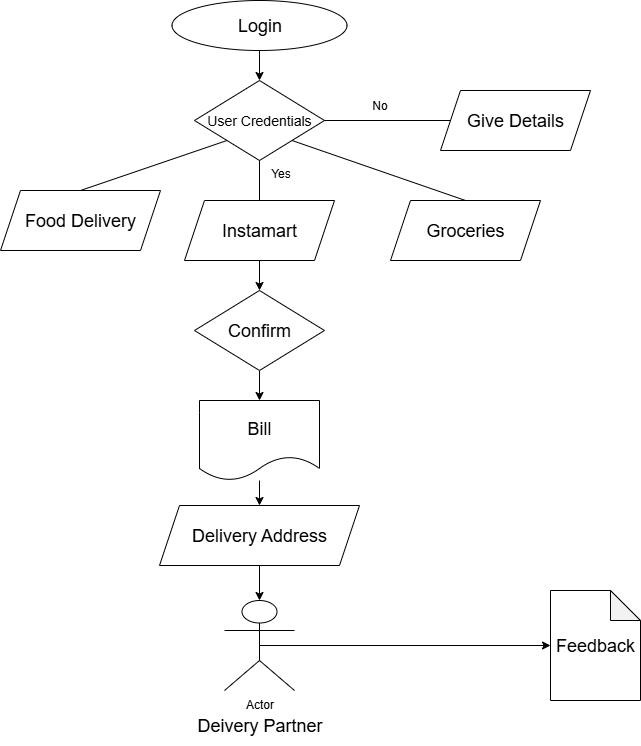 Login
User Credentials
No
Give Details
Yes
Food Delivery
Instamart
Groceries
Confirm
Bill
Delivery Address
Feedback
Actor
Deivery Partner